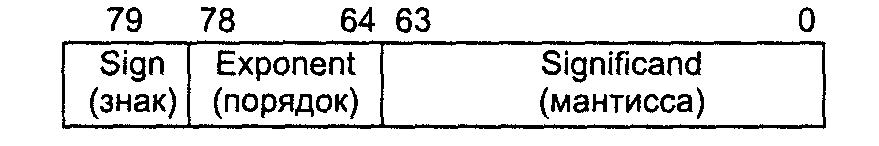 79 78 64 63 0
Sign Exponent Significand
(знак) (порядок) (мантисса)